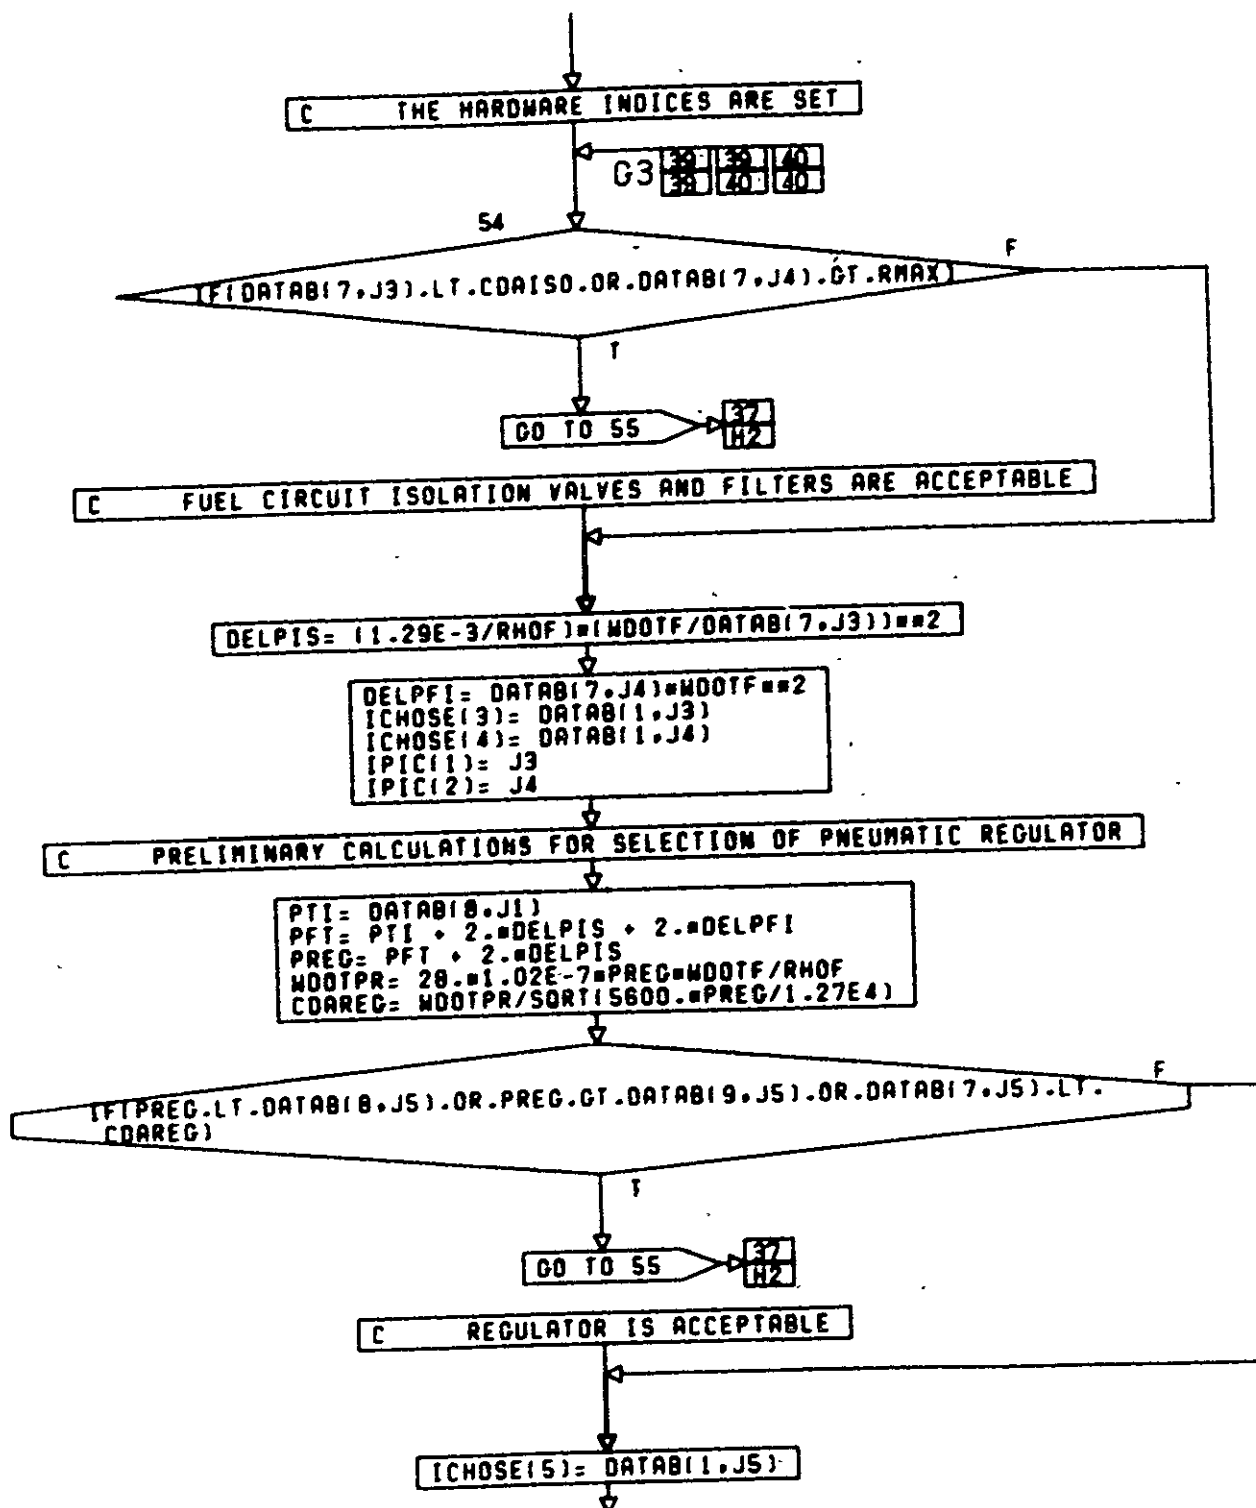 C THE HARDWARE INDICES ARE SET
G3 39 39 40
39 40 40
54
F
IF(DATAB(7,J3).LT.CDAISO.OR.DATAB(7,J4).GT.RMAX)
T
GO TO 55 37
H2
C FUEL CIRCUIT ISOLATION VALVES AND FILTERS ARE ACCEPTABLE
DELPIS= (1.29E-3/RHOF)*(WDOTF/DATAB(7,J3))**2
DELPFI= DATAB(7,J4)*WDOTF**2
ICHOSE(3)= DATAB(1,J3)
ICHOSE(4)= DATAB(1,J4)
IPIC(1)= J3
IPIC(2)= J4
C PRELIMINARY CALCULATIONS FOR SELECTION OF PNEUMATIC REGULATOR
PTI= DATAB(8,J1)
PFT= PTI + 2.*DELPIS + 2.*DELPFI
PREG= PFT + 2.*DELPIS
WDOTPR= 28.*1.02E-7*PREG*WDOTF/RHOF
CDAREG= WDOTPR/SQRT(5600.*PREG/1.27E4)
F
IF(PREG.LT.DATAB(8,J5).OR.PREG.GT.DATAB(9,J5).OR.DATAB(7,J5).LT.
CDAREG)
T
GO TO 55 37
H2
C REGULATOR IS ACCEPTABLE
ICHOSE(5)= DATAB(1,J5)